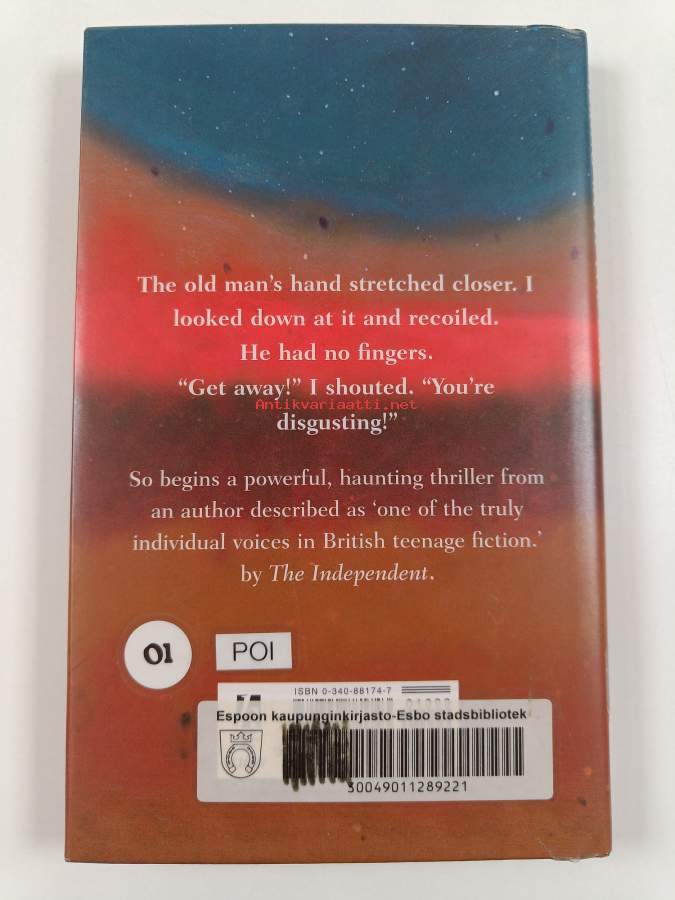 The old man's hand stretched closer. I
looked down at it and recoiled.
He had no fingers.
“Get away!” I shouted. “You're
Antikvariaatti.net
disgusting!”
So begins a powerful, haunting thriller from
an author described as ‘one of the truly
individual voices in British teenage fiction.’
by The Independent.
OI
POI
ISBN 0-340-88174-7
Espoon kaupunginkirjasto-Esbo stadsbibliotek
30049011289221